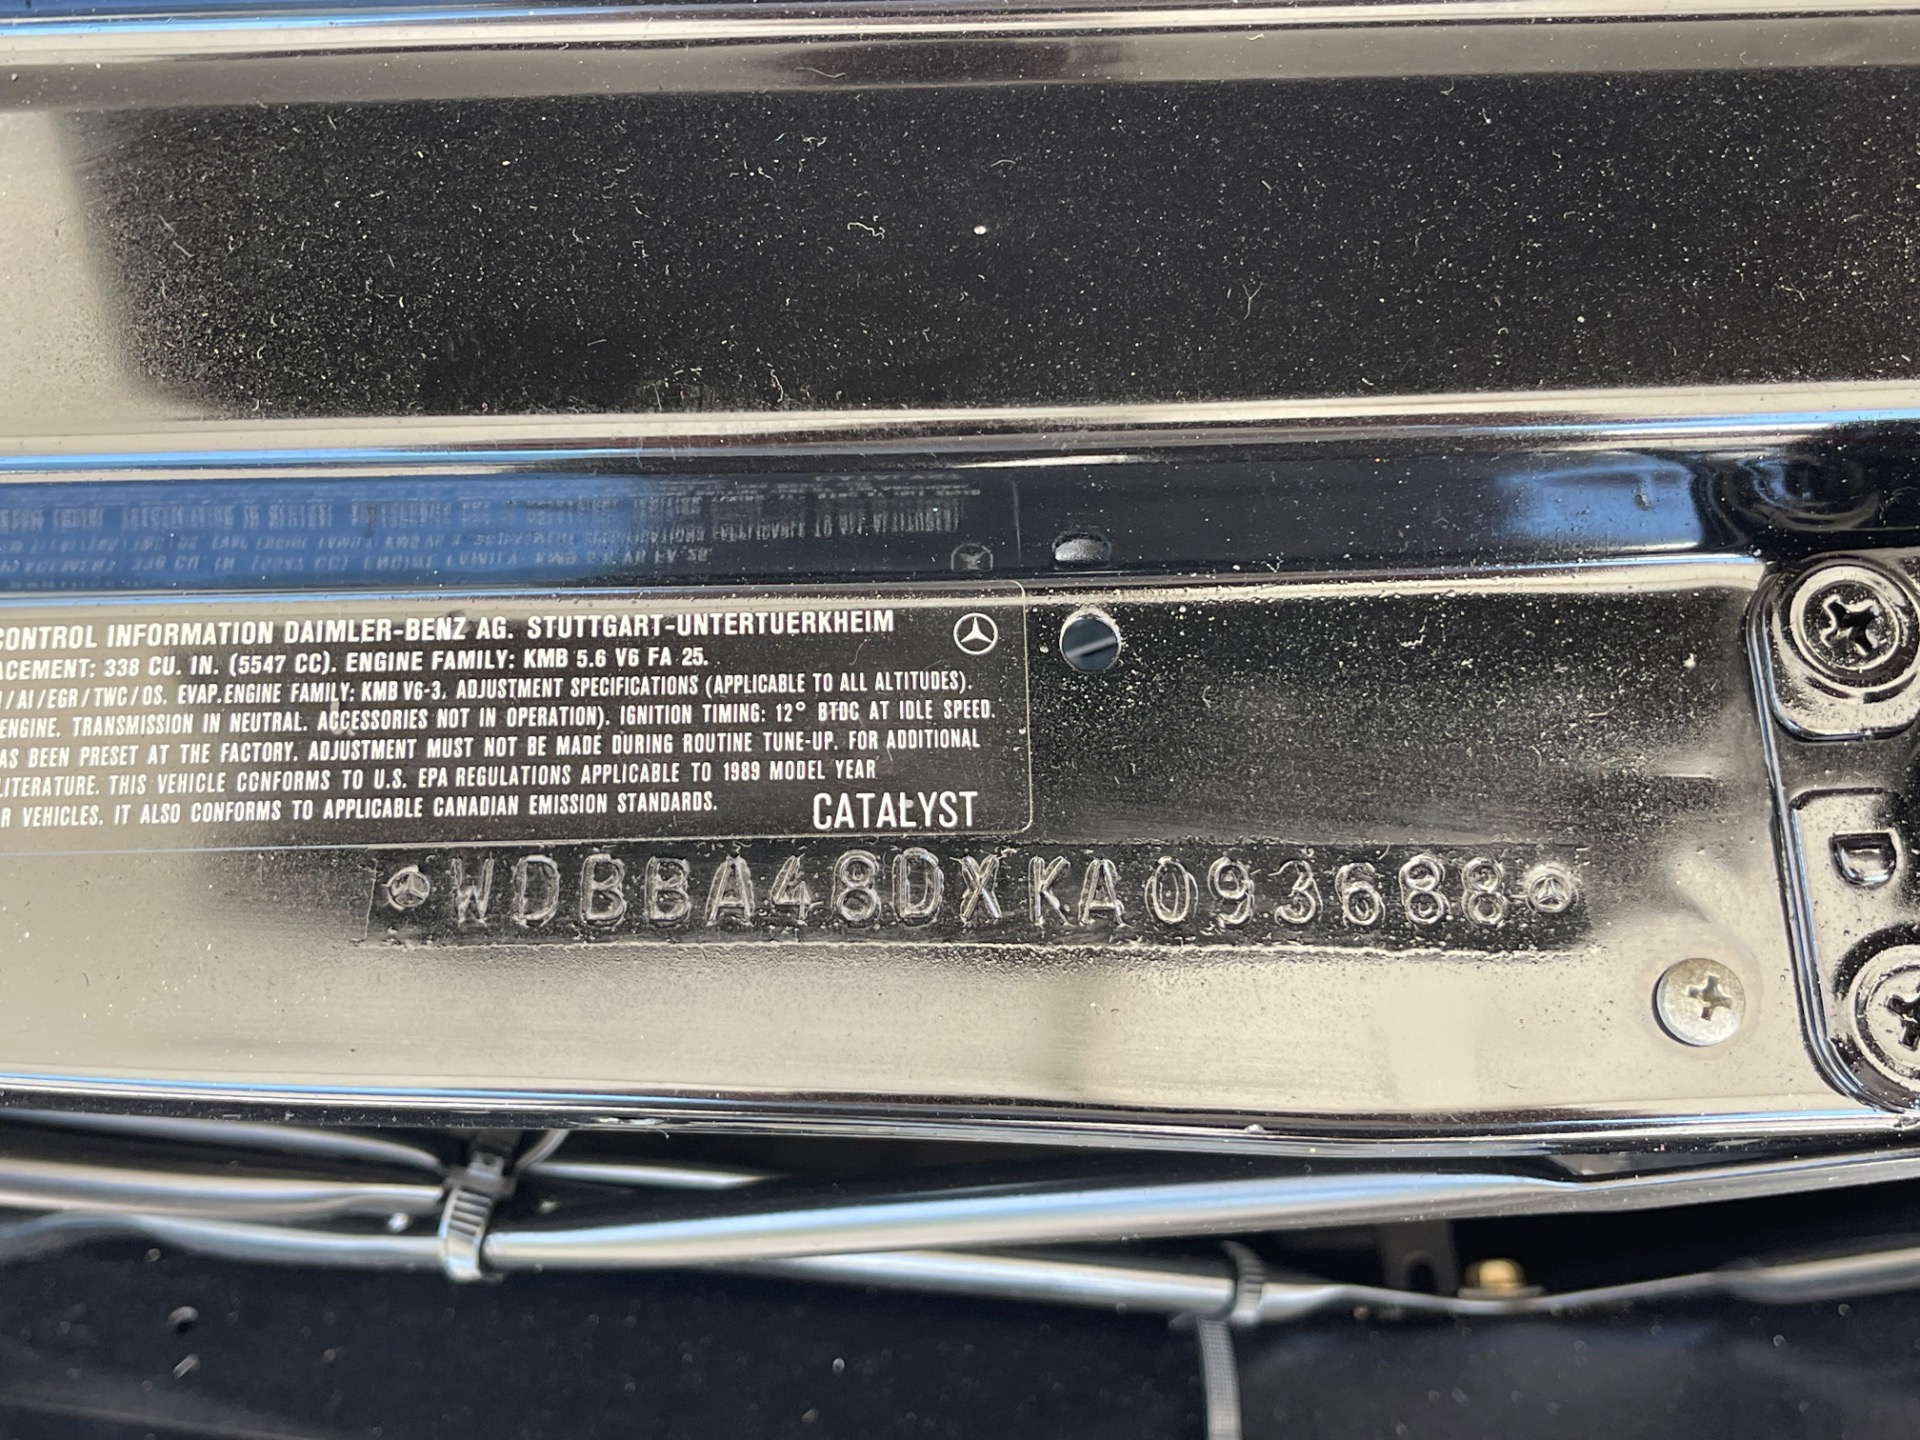 CONTROL INFORMATION DAIMLER-BENZ AG. STUTTGART-UNTERTUERKHEIM
ACEMENT: 338 CU. IN. (5547 CC). ENGINE FAMILY: KMB 5.6 V6 FA 25.
/AI/EGR/TWC/OS. EVAP.ENGINE FAMILY: KMB V6-3. ADJUSTMENT SPECIFICATIONS (APPLICABLE TO ALL ALTITUDES).
ENGINE. TRANSMISSION IN NEUTRAL. ACCESSORIES NOT IN OPERATION). IGNITION TIMING: 12° BTDC AT IDLE SPEED.
AS BEEN PRESET AT THE FACTORY. ADJUSTMENT MUST NOT BE MADE DURING ROUTINE TUNE-UP. FOR ADDITIONAL
LITERATURE. THIS VEHICLE CONFORMS TO U.S. EPA REGULATIONS APPLICABLE TO 1989 MODEL YEAR
R VEHICLES. IT ALSO CONFORMS TO APPLICABLE CANADIAN EMISSION STANDARDS.
CATALYST
WDBBA48DXKA093688
D